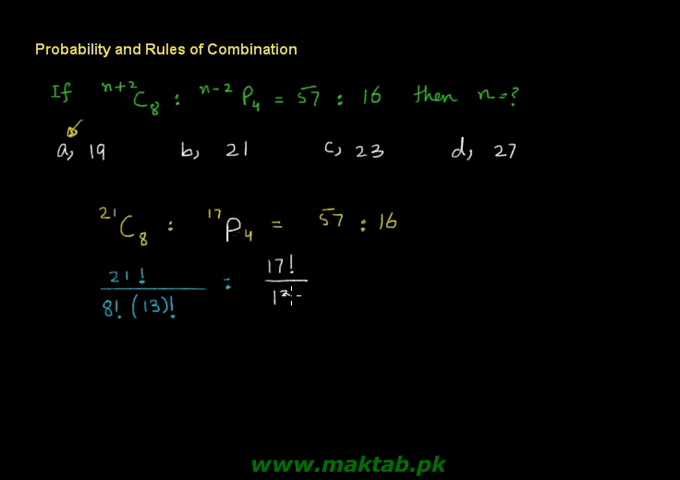 Probability and Rules of Combination
If ⁿ⁺²C₈ : ⁿ⁻²P₄ = 57 : 16 then n=?
a, 19 b, 21 c, 23 d, 27
²¹C₈ : ¹⁷P₄ = 57 : 16
21! / 8! (13)! : 17! / 13
www.maktab.pk